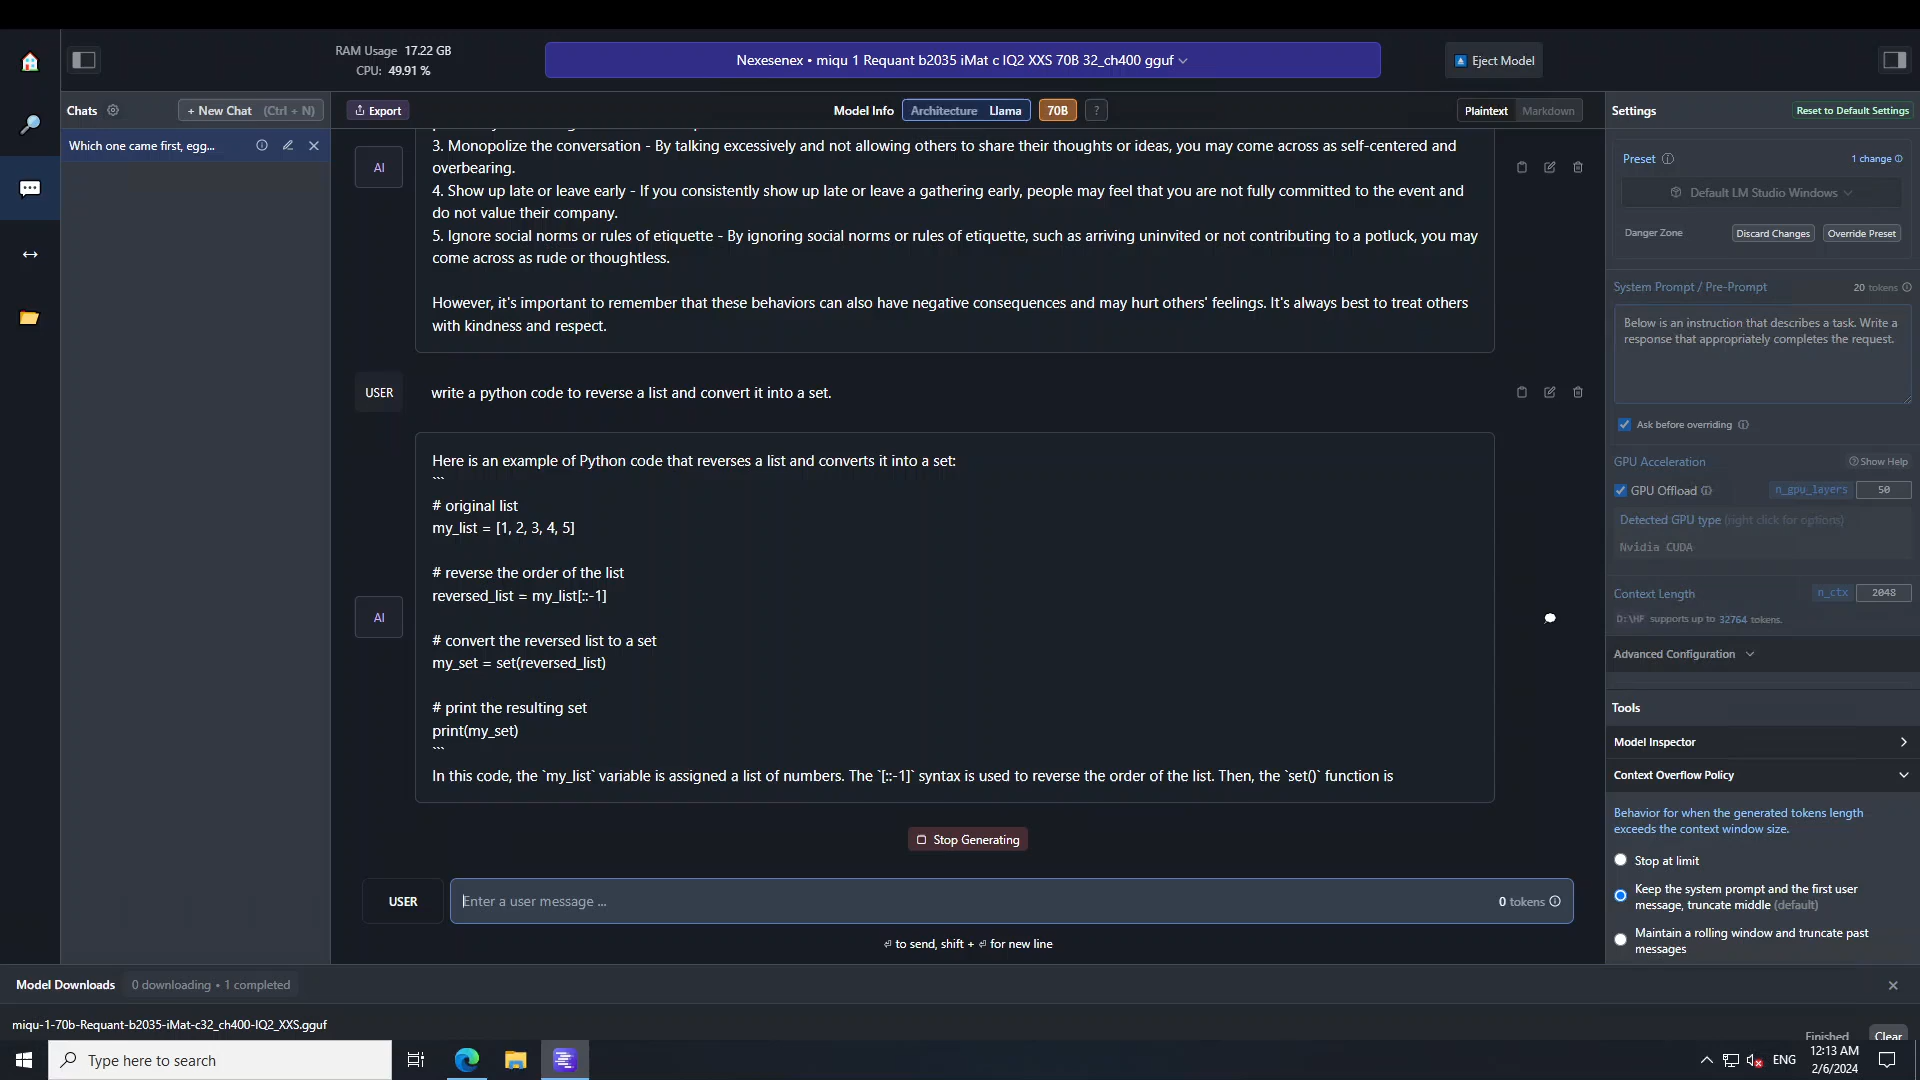 RAM Usage 17.22 GB
CPU: 49.91 %
Nexesenex • miqu 1 Requant b2035 iMat c IQ2 XXS 70B 32_ch400 gguf
Eject Model
Chats
+ New Chat (Ctrl + N)
Export
Model Info Architecture Llama 70B ?
Plaintext Markdown
Settings
Reset to Default Settings
Which one came first, egg...
AI
3. Monopolize the conversation - By talking excessively and not allowing others to share their thoughts or ideas, you may come across as self-centered and
overbearing.
4. Show up late or leave early - If you consistently show up late or leave a gathering early, people may feel that you are not fully committed to the event and
do not value their company.
5. Ignore social norms or rules of etiquette - By ignoring social norms or rules of etiquette, such as arriving uninvited or not contributing to a potluck, you may
come across as rude or thoughtless.
However, it's important to remember that these behaviors can also have negative consequences and may hurt others' feelings. It's always best to treat others
with kindness and respect.
USER
write a python code to reverse a list and convert it into a set.
AI
Here is an example of Python code that reverses a list and converts it into a set:
```
# original list
my_list = [1, 2, 3, 4, 5]
# reverse the order of the list
reversed_list = my_list[::-1]
# convert the reversed list to a set
my_set = set(reversed_list)
# print the resulting set
print(my_set)
```
In this code, the `my_list` variable is assigned a list of numbers. The `[::-1]` syntax is used to reverse the order of the list. Then, the `set()` function is
Stop Generating
USER
Enter a user message ...
0 tokens
⏎ to send, shift + ⏎ for new line
Preset
1 change
Default LM Studio Windows
Danger Zone
Discard Changes
Override Preset
System Prompt / Pre-Prompt
20 tokens
Below is an instruction that describes a task. Write a
response that appropriately completes the request.
Ask before overriding
GPU Acceleration
Show Help
GPU Offload
n_gpu_layers
50
Detected GPU type (right click for options)
Nvidia CUDA
Context Length
n_ctx
2048
D:\HF supports up to 32764 tokens.
Advanced Configuration
Tools
Model Inspector
Context Overflow Policy
Behavior for when the generated tokens length
exceeds the context window size.
Stop at limit
Keep the system prompt and the first user
message, truncate middle (default)
Maintain a rolling window and truncate past
messages
Model Downloads 0 downloading • 1 completed
miqu-1-70b-Requant-b2035-iMat-c32_ch400-IQ2_XXS.gguf
Finished
Clear
Type here to search
ENG
12:13 AM
2/6/2024